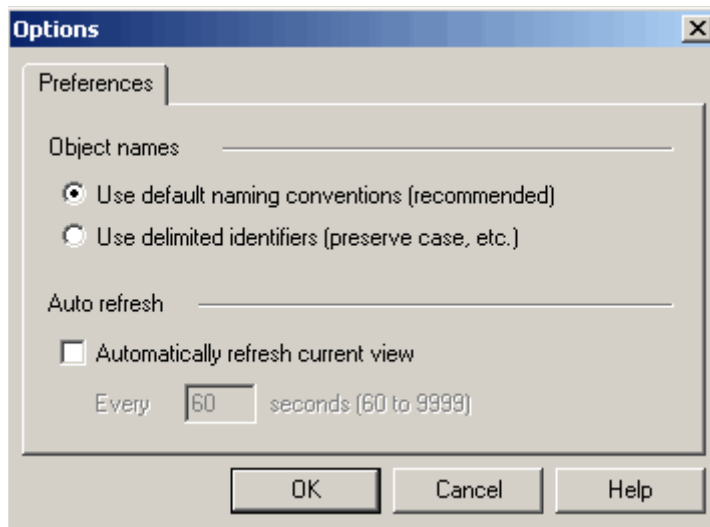 Options
Preferences
Object names
Use default naming conventions (recommended)
Use delimited identifiers (preserve case, etc.)
Auto refresh
Automatically refresh current view
Every 60 seconds (60 to 9999)
OK Cancel Help